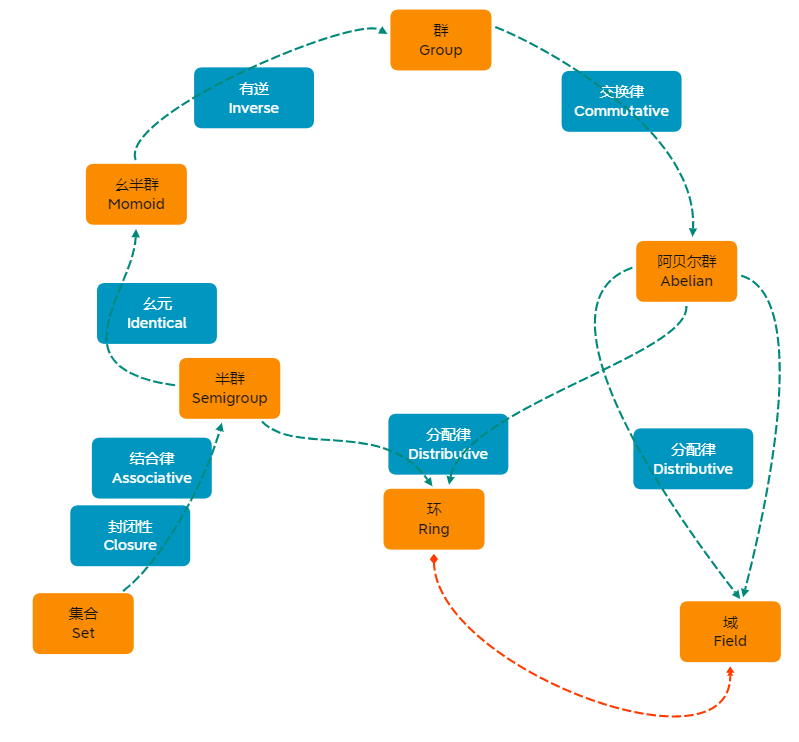 群
Group
有逆
Inverse
交换律
Commutative
幺半群
Momoid
阿贝尔群
Abelian
幺元
Identical
半群
Semigroup
分配律
Distributive
分配律
Distributive
结合律
Associative
环
Ring
封闭性
Closure
集合
Set
域
Field